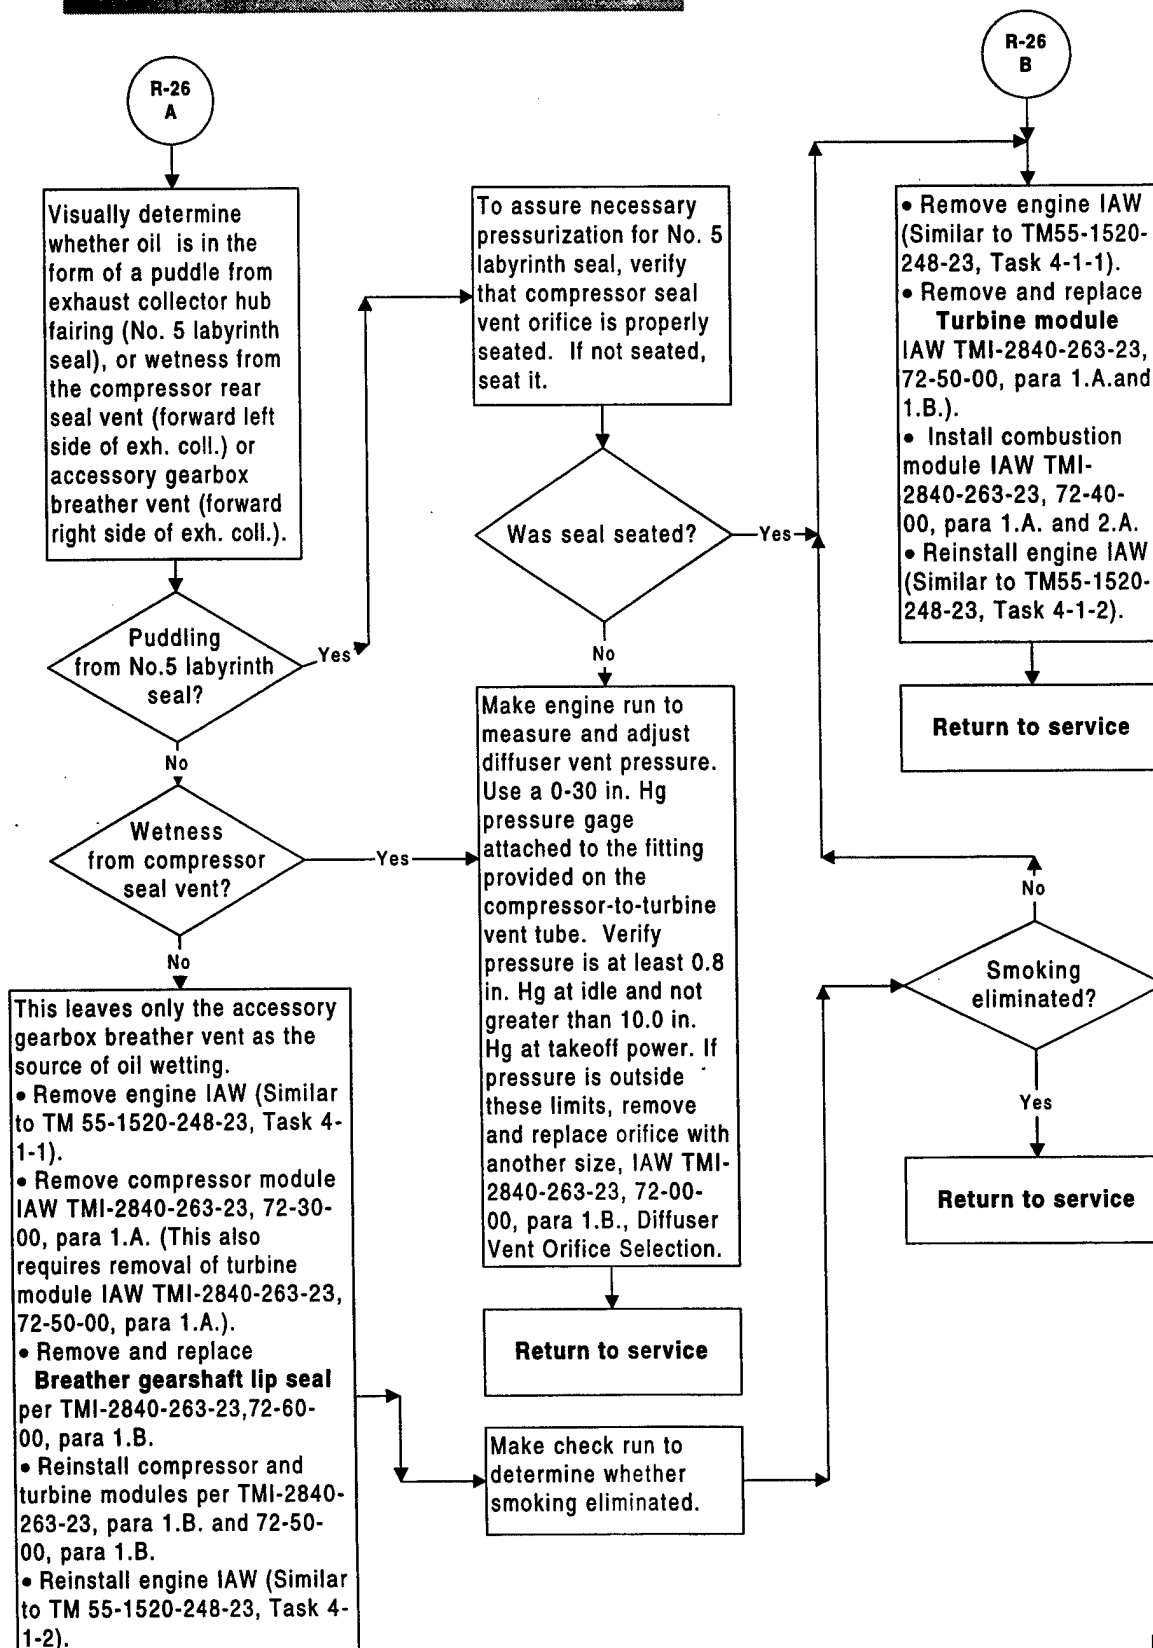 R-26
A
Visually determine
whether oil is in the
form of a puddle from
exhaust collector hub
fairing (No. 5 labyrinth
seal), or wetness from
the compressor rear
seal vent (forward left
side of exh. coll.) or
accessory gearbox
breather vent (forward
right side of exh. coll.).
Puddling
from No.5 labyrinth
seal?
Yes
No
Wetness
from compressor
seal vent?
Yes
No
This leaves only the accessory
gearbox breather vent as the
source of oil wetting.
• Remove engine IAW (Similar
to TM 55-1520-248-23, Task 4-
1-1).
• Remove compressor module
IAW TMI-2840-263-23, 72-30-
00, para 1.A. (This also
requires removal of turbine
module IAW TMI-2840-263-23,
72-50-00, para 1.A.).
• Remove and replace
Breather gearshaft lip seal
per TMI-2840-263-23,72-60-
00, para 1.B.
• Reinstall compressor and
turbine modules per TMI-2840-
263-23, para 1.B. and 72-50-
00, para 1.B.
• Reinstall engine IAW (Similar
to TM 55-1520-248-23, Task 4-
1-2).
To assure necessary
pressurization for No. 5
labyrinth seal, verify
that compressor seal
vent orifice is properly
seated. If not seated,
seat it.
Was seal seated?
Yes
No
Make engine run to
measure and adjust
diffuser vent pressure.
Use a 0-30 in. Hg
pressure gage
attached to the fitting
provided on the
compressor-to-turbine
vent tube. Verify
pressure is at least 0.8
in. Hg at idle and not
greater than 10.0 in.
Hg at takeoff power. If
pressure is outside
these limits, remove
and replace orifice with
another size, IAW TMI-
2840-263-23, 72-00-
00, para 1.B., Diffuser
Vent Orifice Selection.
Return to service
Make check run to
determine whether
smoking eliminated.
R-26
B
• Remove engine IAW
(Similar to TM55-1520-
248-23, Task 4-1-1).
• Remove and replace
Turbine module
IAW TMI-2840-263-23,
72-50-00, para 1.A.and
1.B.).
• Install combustion
module IAW TMI-
2840-263-23, 72-40-
00, para 1.A. and 2.A.
• Reinstall engine IAW
(Similar to TM55-1520-
248-23, Task 4-1-2).
Return to service
No
Smoking
eliminated?
Yes
Return to service